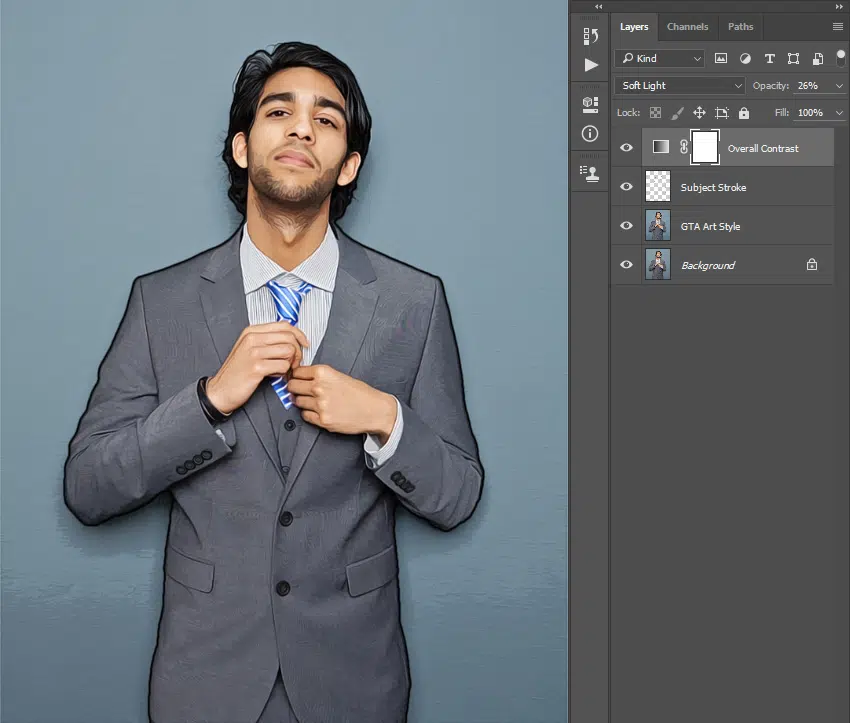 Layers Channels Paths
Kind
Soft Light Opacity: 26%
Lock: Fill: 100%
Overall Contrast
Subject Stroke
GTA Art Style
Background